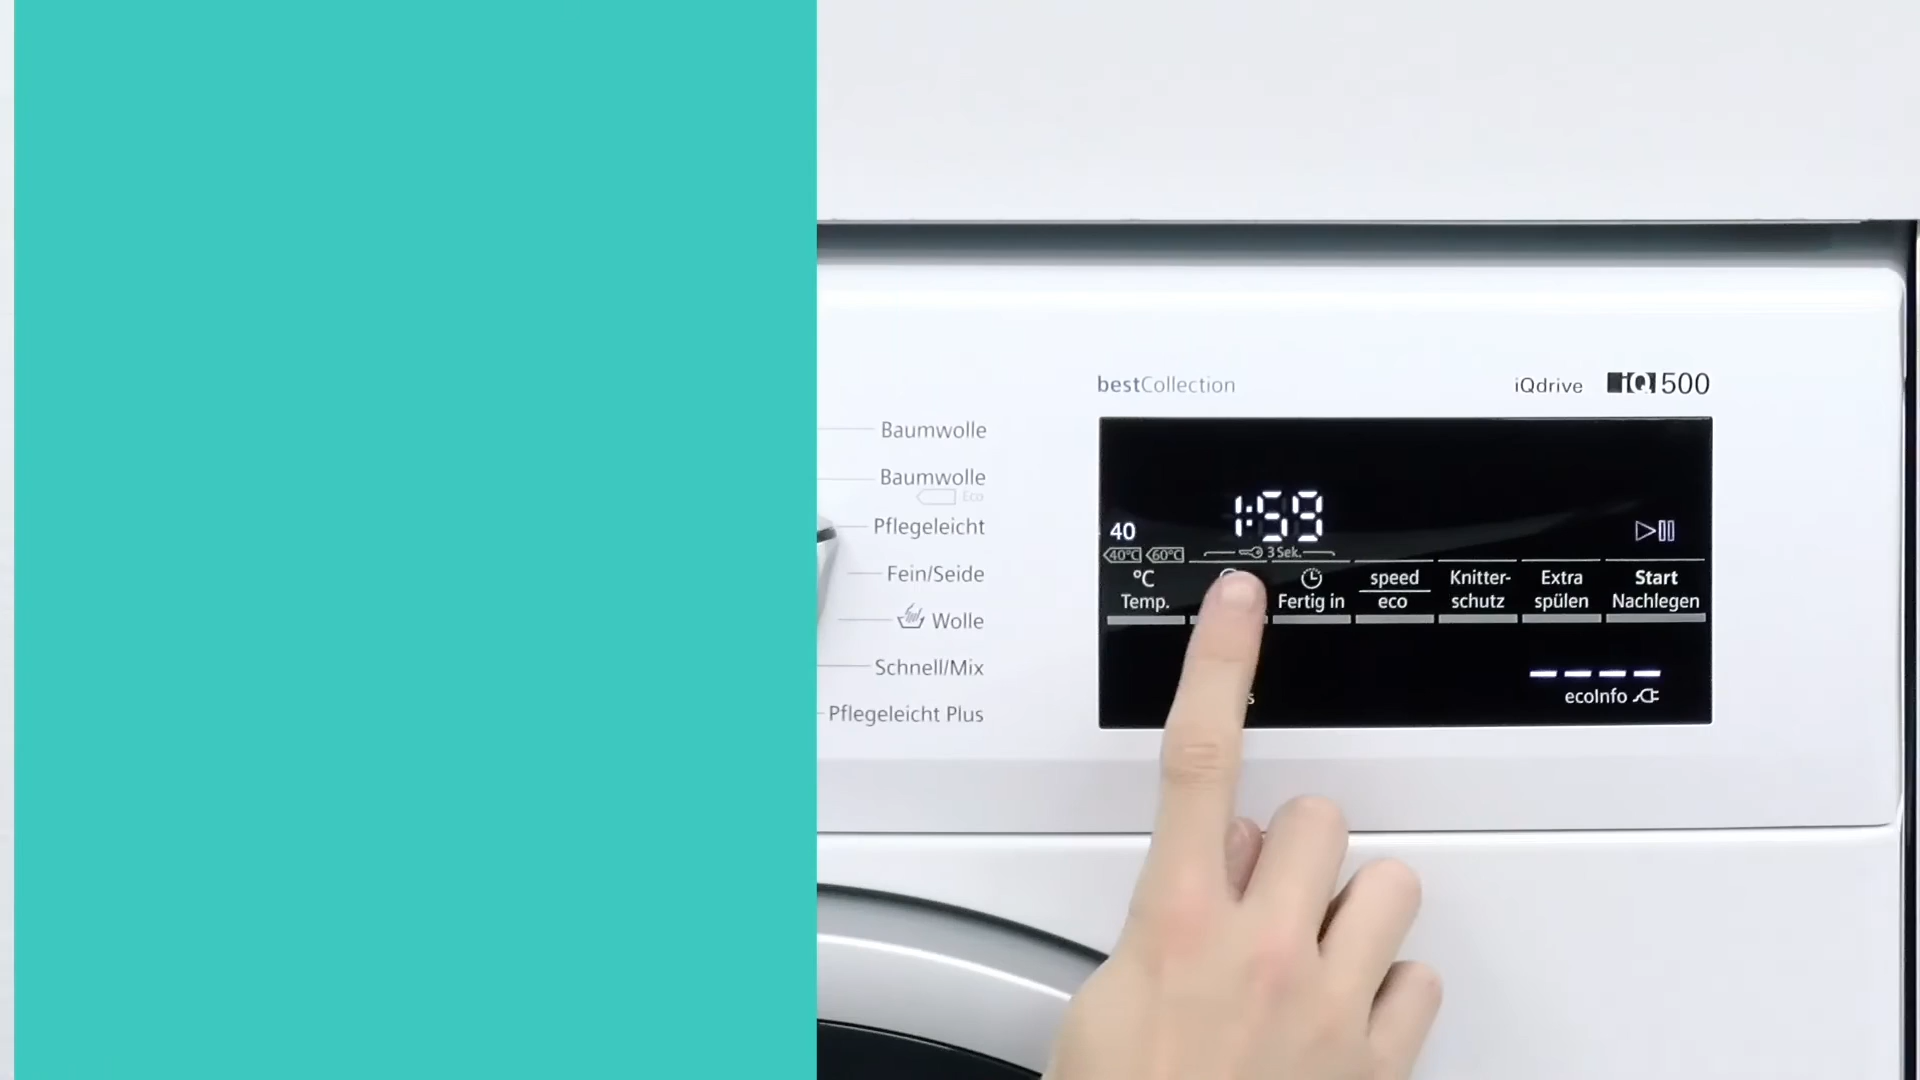 bestCollection
iQdrive iQ500
Baumwolle
Baumwolle
Eco
Pflegeleicht
Fein/Seide
Wolle
Schnell/Mix
Pflegeleicht Plus
1:59
40
3 Sek.
40°C 60°C
°C
Temp.
Fertig in
speed
eco
Knitter-
schutz
Extra
spülen
Start
Nachlegen
ecoInfo